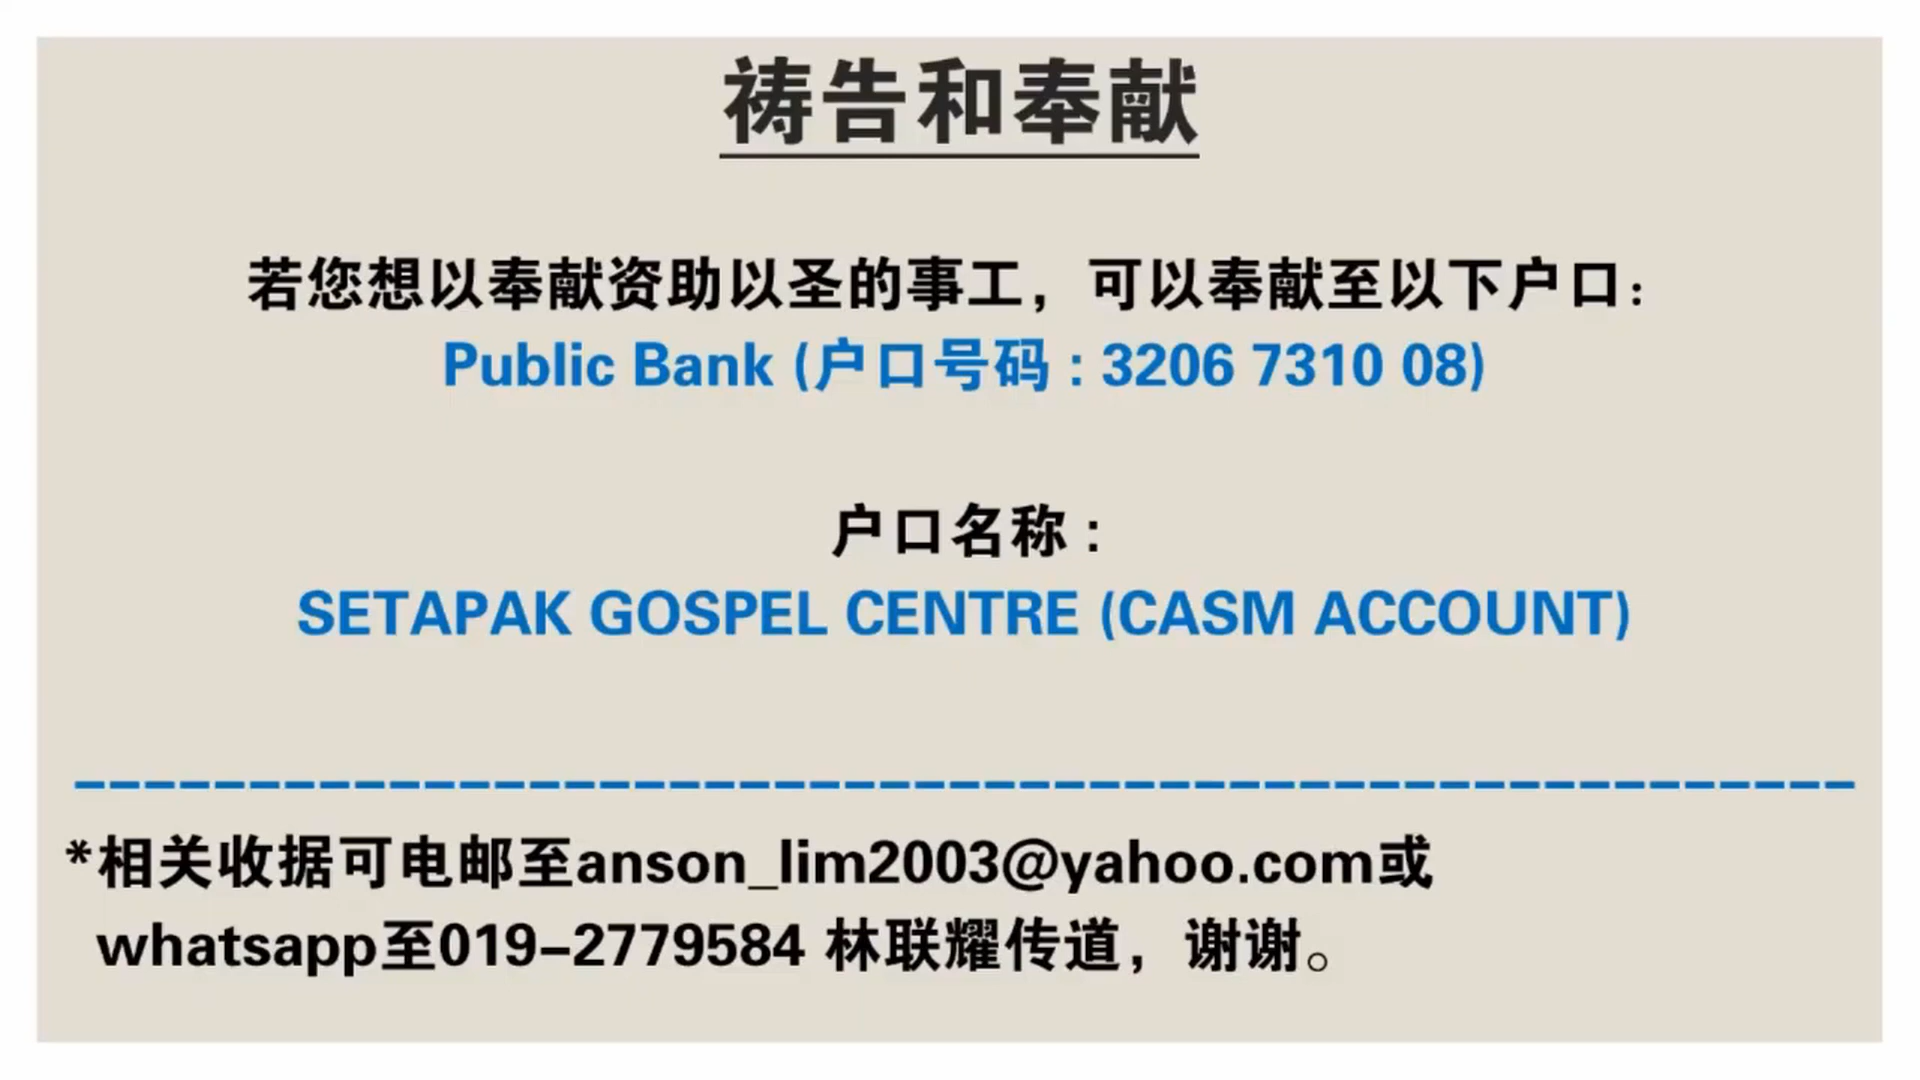 祷告和奉献
若您想以奉献资助以圣的事工，可以奉献至以下户口：
Public Bank (户口号码 : 3206 7310 08)
户口名称 :
SETAPAK GOSPEL CENTRE (CASM ACCOUNT)
*相关收据可电邮至anson_lim2003@yahoo.com或
whatsapp至019-2779584 林联耀传道，谢谢。